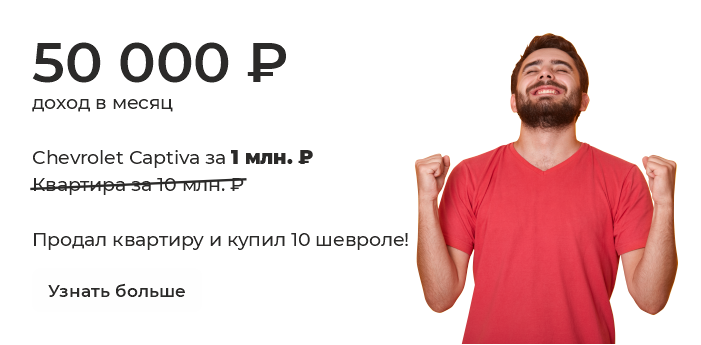 50 000 ₽
доход в месяц
Chevrolet Captiva за 1 млн. ₽
Квартира за 10 млн. ₽
Продал квартиру и купил 10 шевроле!
Узнать больше